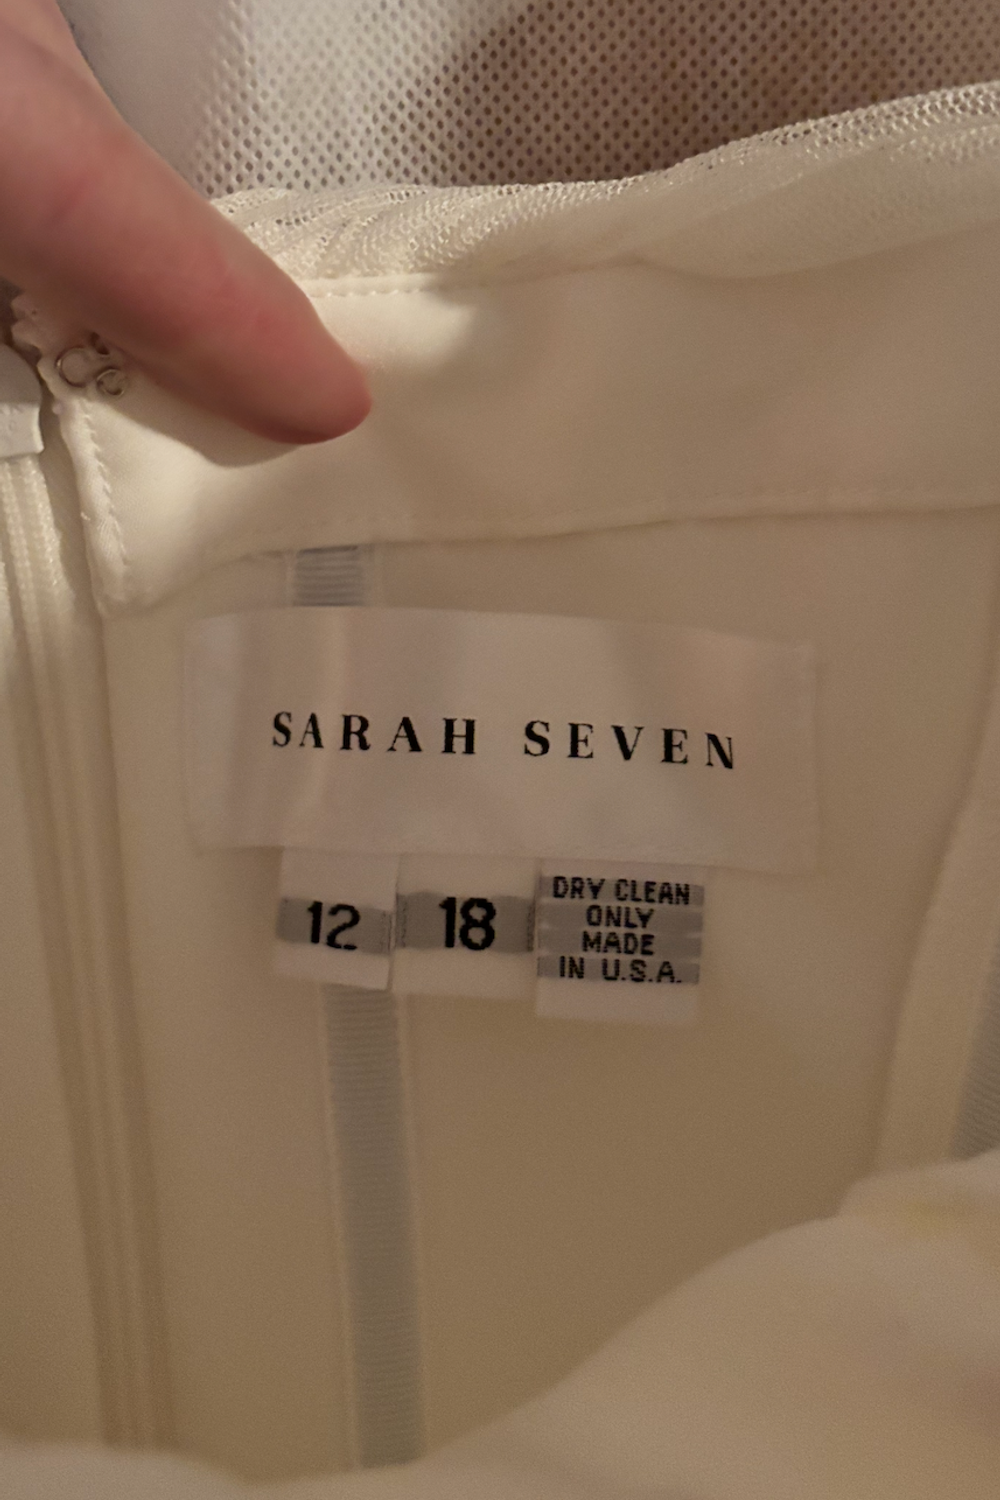 SARAH SEVEN
12
18
DRY CLEAN
ONLY
MADE
IN U.S.A.